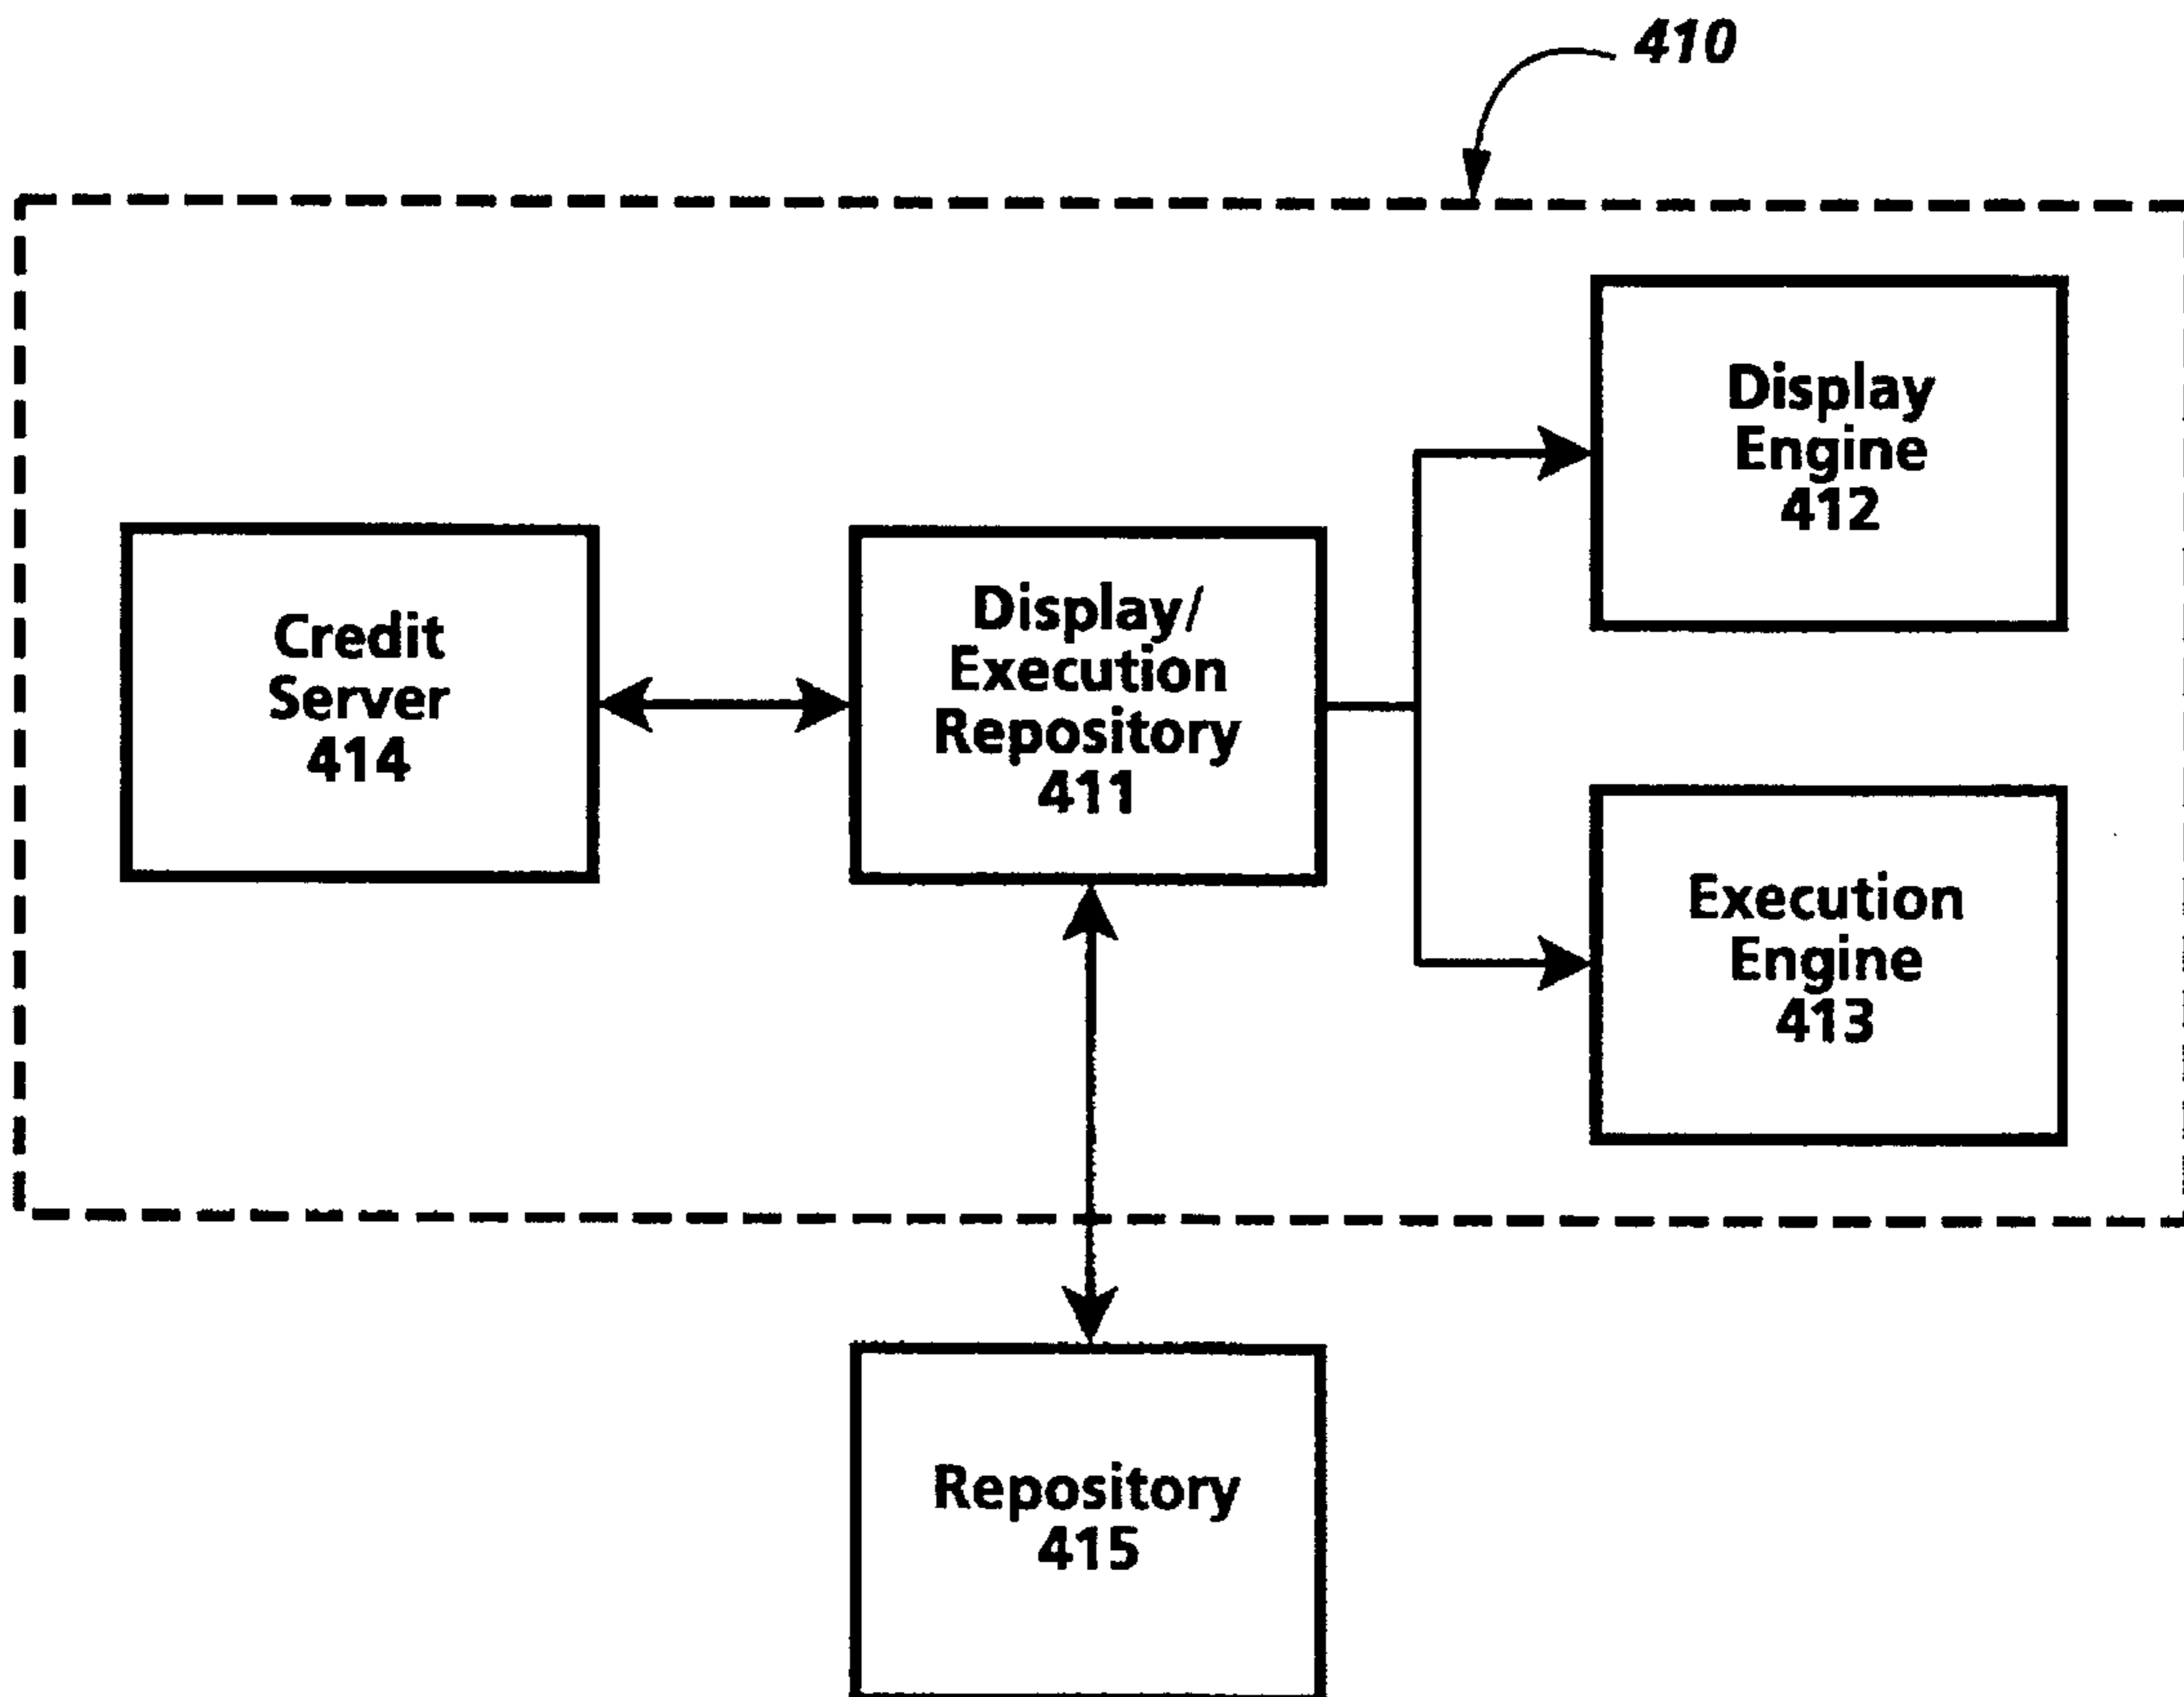 410
Display
Engine
412
Credit
Server
414
Display/
Execution
Repository
411
Execution
Engine
413
Repository
415